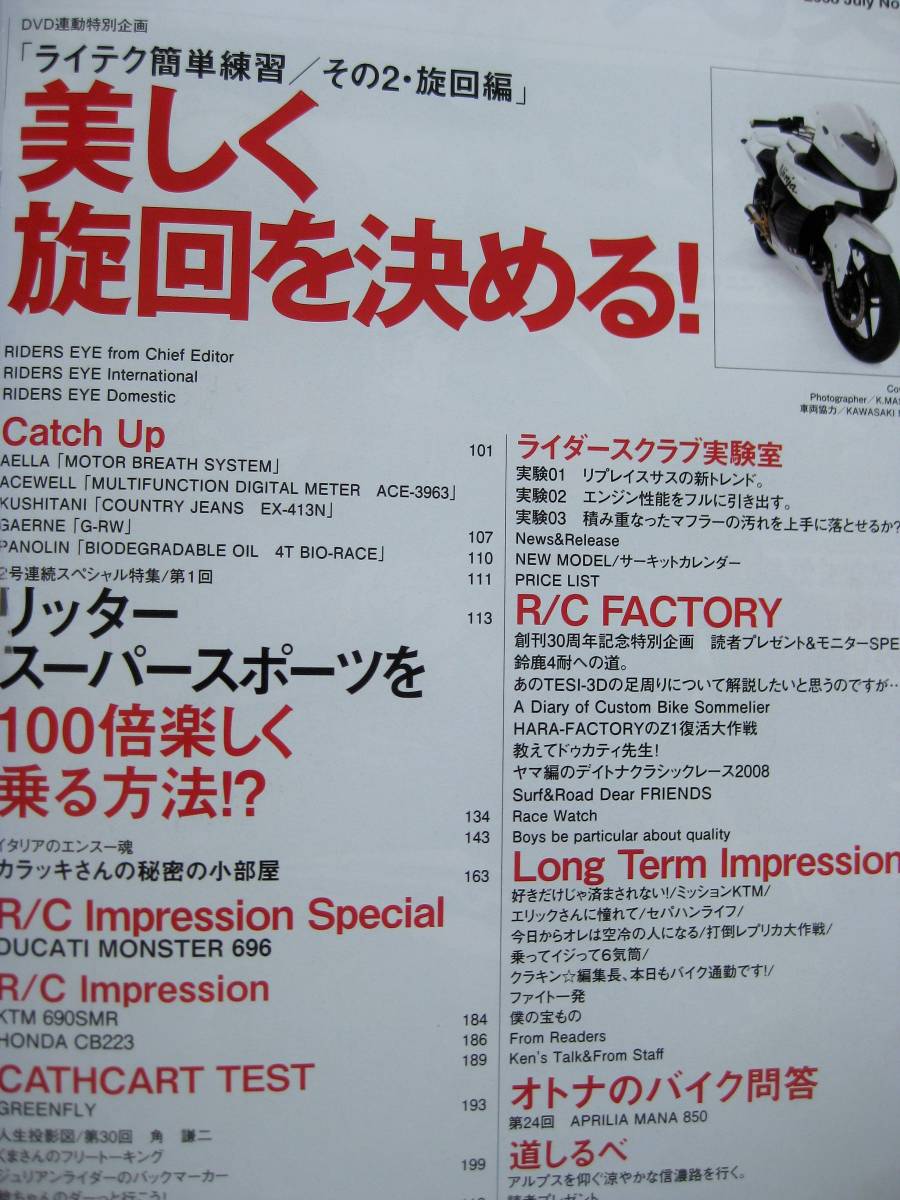 2008 July No
DVD連動特別企画
「ライテク簡単練習／その2・旋回編」
美しく
旋回を決める!
Ninja
Photographer／K.MAS
車両協力／KAWASAKI
RIDERS EYE from Chief Editor
RIDERS EYE International
RIDERS EYE Domestic
Catch Up
AELLA「MOTOR BREATH SYSTEM」
ACEWELL「MULTIFUNCTION DIGITAL METER ACE-3963」
KUSHITANI「COUNTRY JEANS EX-413N」
GAERNE「G-RW」
PANOLIN「BIODEGRADABLE OIL 4T BIO-RACE」
2号連続スペシャル特集/第1回
リッター
スーパースポーツを
100倍楽しく
乗る方法!?
イタリアのエンスー魂
カラッキさんの秘密の小部屋
R/C Impression Special
DUCATI MONSTER 696
R/C Impression
KTM 690SMR
HONDA CB223
CATHCART TEST
GREENFLY
人生投影図/第30回 角 謙二
くまさんのフリートーキング
ジュリアンライダーのバックマーカー
ちゃんのダーっと行こう!
101
107
110
111
113
134
143
163
184
186
189
193
199
ライダースクラブ実験室
実験01 リプレイスサスの新トレンド。
実験02 エンジン性能をフルに引き出す。
実験03 積み重なったマフラーの汚れを上手に落とせるか?
News&Release
NEW MODEL/サーキットカレンダー
PRICE LIST
R/C FACTORY
創刊30周年記念特別企画 読者プレゼント&モニターSPE
鈴鹿4耐への道。
あのTESI-3Dの足周りについて解説したいと思うのですが…
A Diary of Custom Bike Sommelier
HARA-FACTORYのZ1復活大作戦
教えてドゥカティ先生!
ヤマ編のデイトナクラシックレース2008
Surf&Road Dear FRIENDS
Race Watch
Boys be particular about quality
Long Term Impression
好きだけじゃ済まされない!/ミッションKTM/
エリックさんに憧れて/セパハンライフ/
今日からオレは空冷の人になる/打倒レプリカ大作戦/
乗ってイジって6気筒/
クラキン☆編集長、本日もバイク通勤です!/
ファイト一発
僕の宝もの
From Readers
Ken's Talk&From Staff
オトナのバイク問答
第24回 APRILIA MANA 850
道しるべ
アルプスを仰ぐ涼やかな信濃路を行く。
読者プレゼント